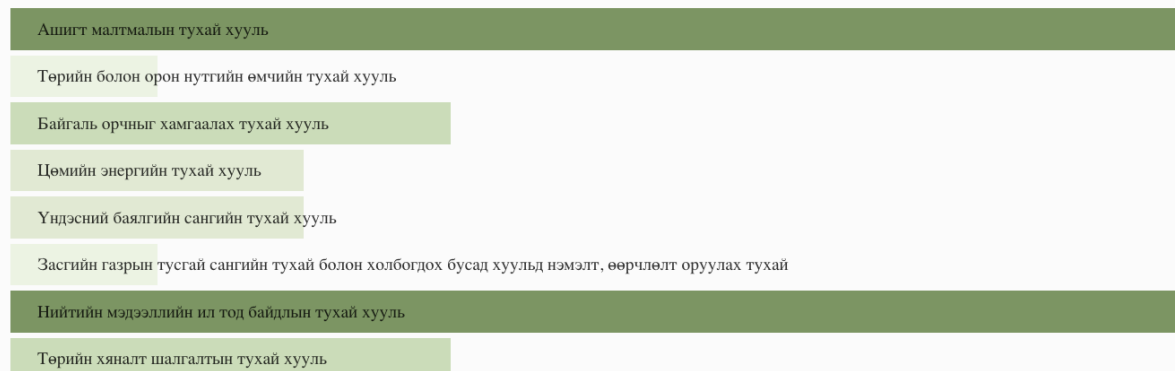 Ашигт малтмалын тухай хууль
Төрийн болон орон нутгийн өмчийн тухай хууль
Байгаль орчныг хамгаалах тухай хууль
Цөмийн энергийн тухай хууль
Үндэсний баялгийн сангийн тухай хууль
Засгийн газрын тусгай сангийн тухай болон холбогдох бусад хуульд нэмэлт, өөрчлөлт оруулах тухай
Нийтийн мэдээллийн ил тод байдлын тухай хууль
Төрийн хяналт шалгалтын тухай хууль